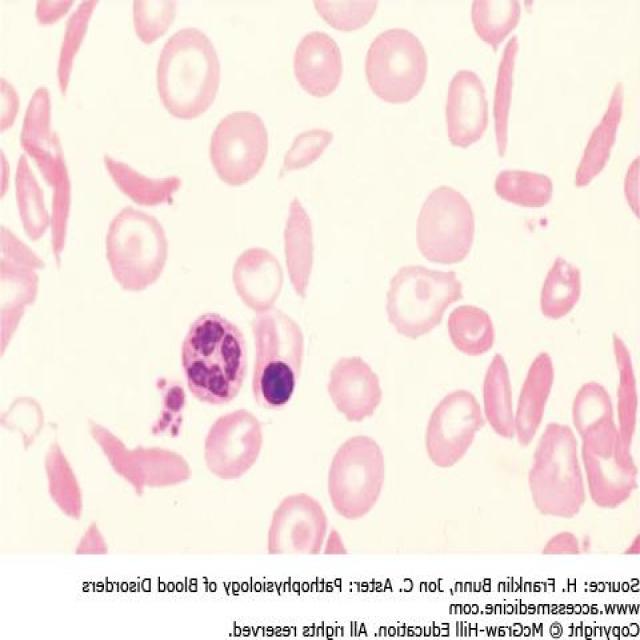 Source: H. Franklin Bunn, Jon C. Aster: Pathophysiology of Blood Disorders
www.accessmedicine.com
Copyright © McGraw-Hill Education. All rights reserved.